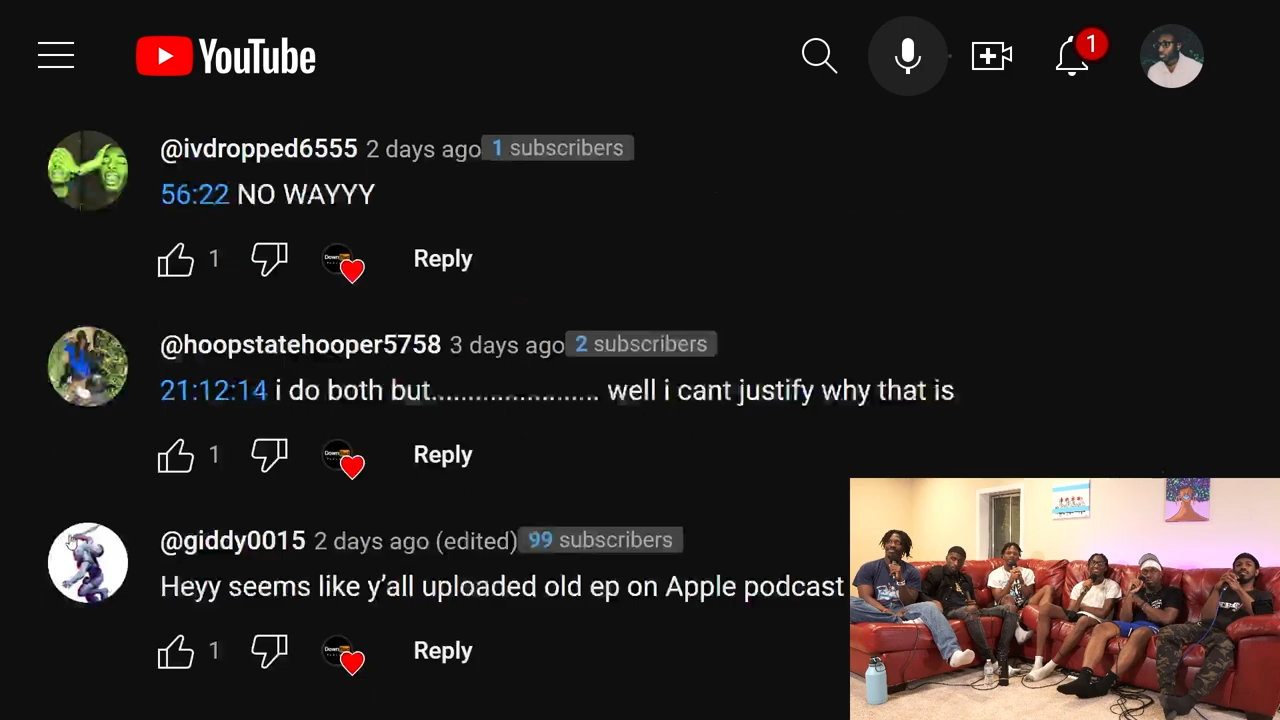 YouTube
1
@ivdropped6555 2 days ago 1 subscribers
56:22 NO WAYYY
1 Reply
@hoopstatehooper5758 3 days ago 2 subscribers
21:12:14 i do both but....................... well i cant justify why that is
1 Reply
@giddy0015 2 days ago (edited) 99 subscribers
Heyy seems like y’all uploaded old ep on Apple podcast
1 Reply